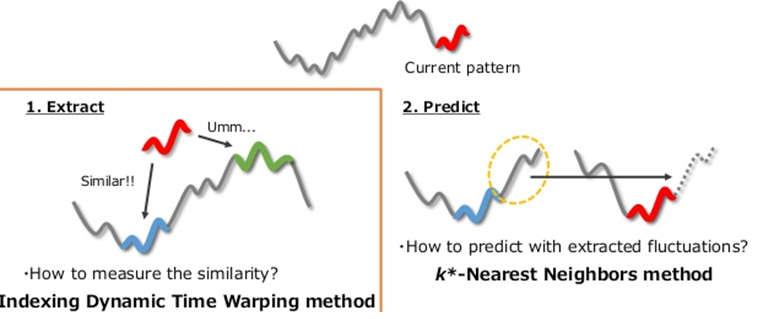 Current pattern
1. Extract
Umm...
Similar!!
・How to measure the similarity?
Indexing Dynamic Time Warping method
2. Predict
・How to predict with extracted fluctuations?
k*-Nearest Neighbors method